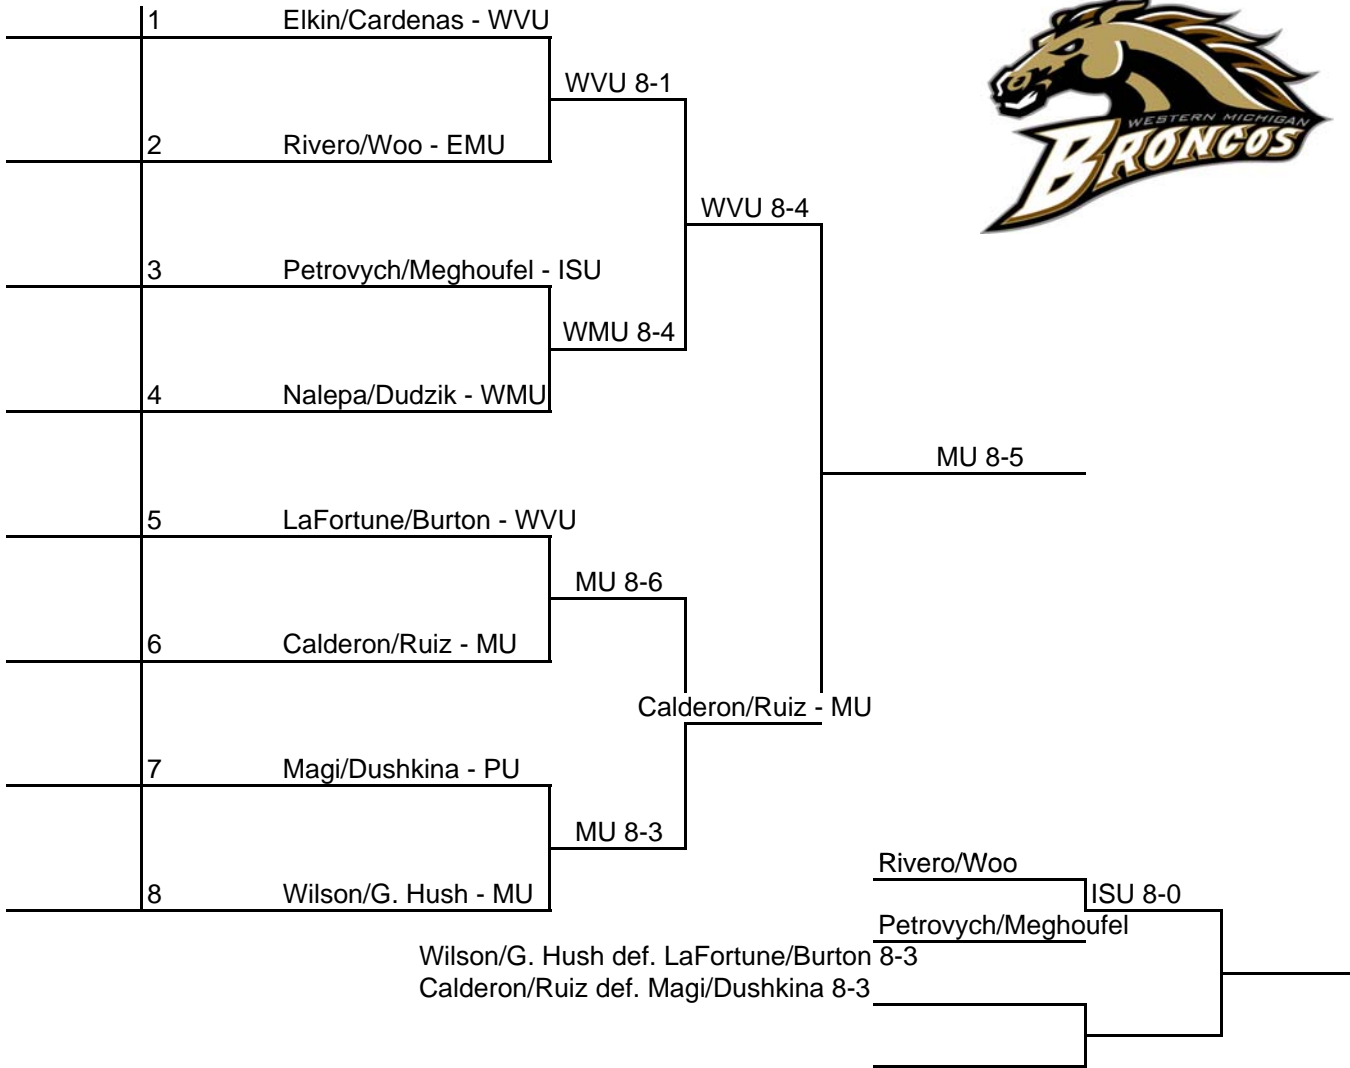 1 Elkin/Cardenas - WVU
WVU 8-1
2 Rivero/Woo - EMU
WESTERN MICHIGAN
BRONCOS
WVU 8-4
3 Petrovych/Meghoufel - ISU
WMU 8-4
4 Nalepa/Dudzik - WMU
MU 8-5
5 LaFortune/Burton - WVU
MU 8-6
6 Calderon/Ruiz - MU
Calderon/Ruiz - MU
7 Magi/Dushkina - PU
MU 8-3
Rivero/Woo
8 Wilson/G. Hush - MU
ISU 8-0
Petrovych/Meghoufel
Wilson/G. Hush def. LaFortune/Burton 8-3
Calderon/Ruiz def. Magi/Dushkina 8-3